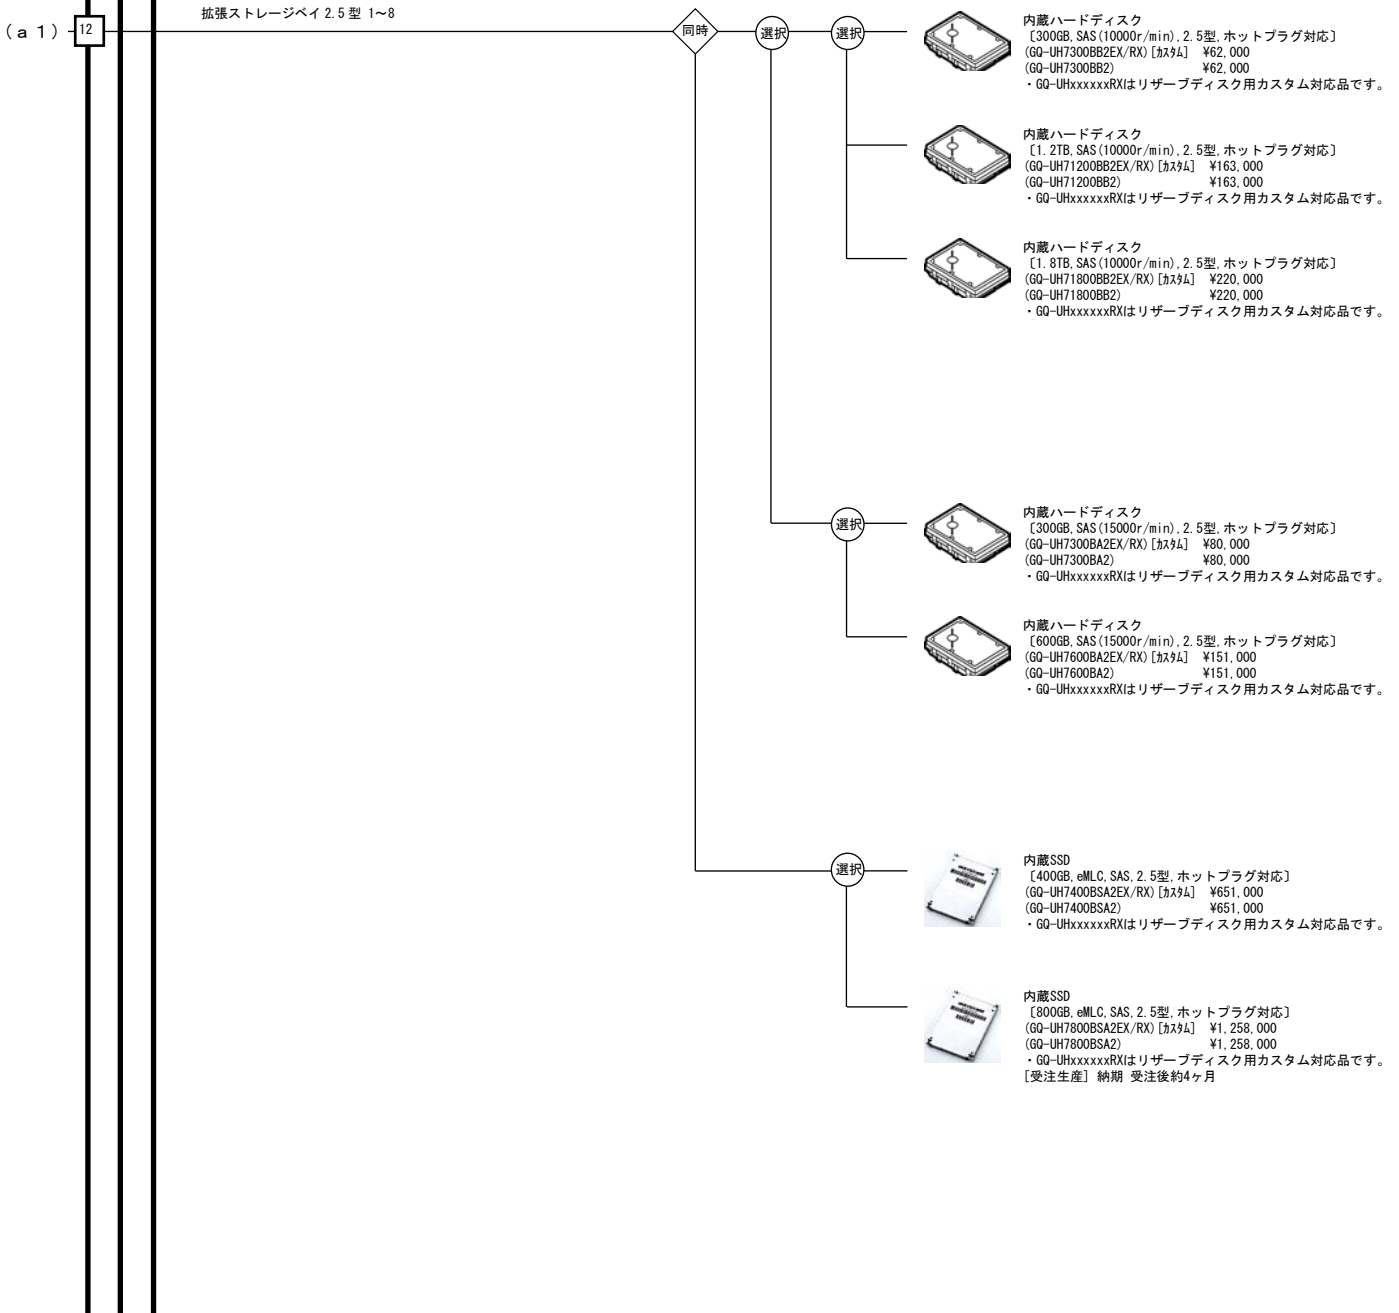 拡張ストレージベイ 2.5 型 1～8
(a1)
12
同時
選択
選択
内蔵ハードディスク
〔300GB,SAS(10000r/min),2.5型,ホットプラグ対応〕
(GQ-UH7300BB2EX/RX)[ｶｽﾀﾑ] ¥62,000
(GQ-UH7300BB2) ¥62,000
・GQ-UHxxxxxxRXはリザーブディスク用カスタム対応品です。
内蔵ハードディスク
〔1.2TB,SAS(10000r/min),2.5型,ホットプラグ対応〕
(GQ-UH71200BB2EX/RX)[ｶｽﾀﾑ] ¥163,000
(GQ-UH71200BB2) ¥163,000
・GQ-UHxxxxxxRXはリザーブディスク用カスタム対応品です。
内蔵ハードディスク
〔1.8TB,SAS(10000r/min),2.5型,ホットプラグ対応〕
(GQ-UH71800BB2EX/RX)[ｶｽﾀﾑ] ¥220,000
(GQ-UH71800BB2) ¥220,000
・GQ-UHxxxxxxRXはリザーブディスク用カスタム対応品です。
選択
内蔵ハードディスク
〔300GB,SAS(15000r/min),2.5型,ホットプラグ対応〕
(GQ-UH7300BA2EX/RX)[ｶｽﾀﾑ] ¥80,000
(GQ-UH7300BA2) ¥80,000
・GQ-UHxxxxxxRXはリザーブディスク用カスタム対応品です。
内蔵ハードディスク
〔600GB,SAS(15000r/min),2.5型,ホットプラグ対応〕
(GQ-UH7600BA2EX/RX)[ｶｽﾀﾑ] ¥151,000
(GQ-UH7600BA2) ¥151,000
・GQ-UHxxxxxxRXはリザーブディスク用カスタム対応品です。
選択
内蔵SSD
〔400GB,eMLC,SAS,2.5型,ホットプラグ対応〕
(GQ-UH7400BSA2EX/RX)[ｶｽﾀﾑ] ¥651,000
(GQ-UH7400BSA2) ¥651,000
・GQ-UHxxxxxxRXはリザーブディスク用カスタム対応品です。
内蔵SSD
〔800GB,eMLC,SAS,2.5型,ホットプラグ対応〕
(GQ-UH7800BSA2EX/RX)[ｶｽﾀﾑ] ¥1,258,000
(GQ-UH7800BSA2) ¥1,258,000
・GQ-UHxxxxxxRXはリザーブディスク用カスタム対応品です。
[受注生産] 納期 受注後約4ヶ月